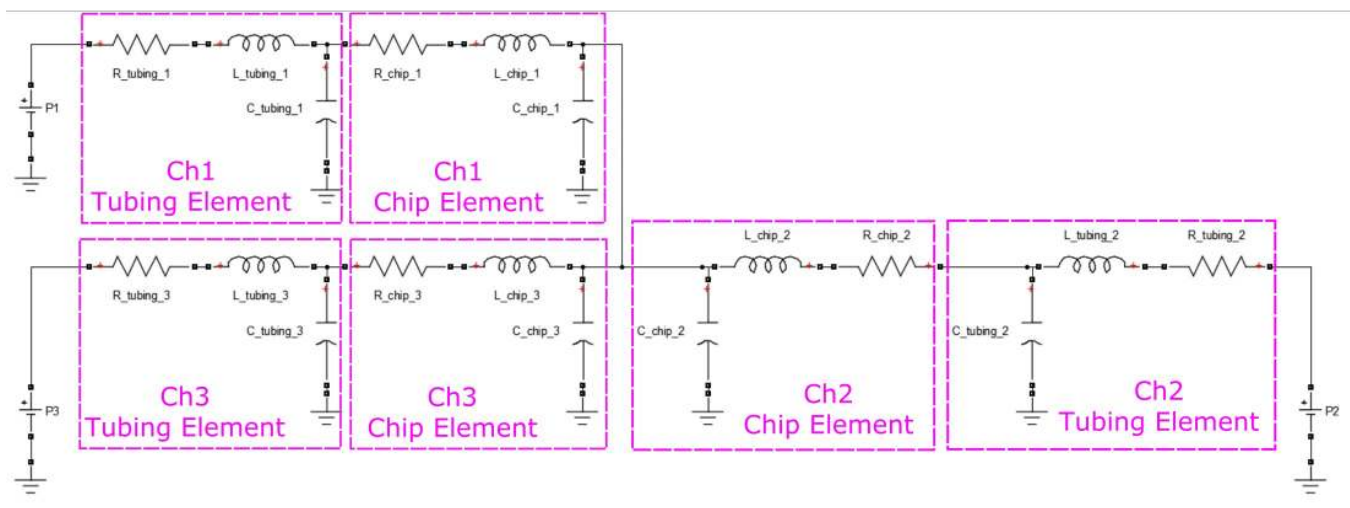 R_tubing_1
L_tubing_1
C_tubing_1
R_chip_1
L_chip_1
C_chip_1
P1
Ch1
Tubing Element
Ch1
Chip Element
R_tubing_3
L_tubing_3
C_tubing_3
R_chip_3
L_chip_3
C_chip_3
P3
Ch3
Tubing Element
Ch3
Chip Element
L_chip_2
R_chip_2
C_chip_2
Ch2
Chip Element
L_tubing_2
R_tubing_2
C_tubing_2
Ch2
Tubing Element
P2